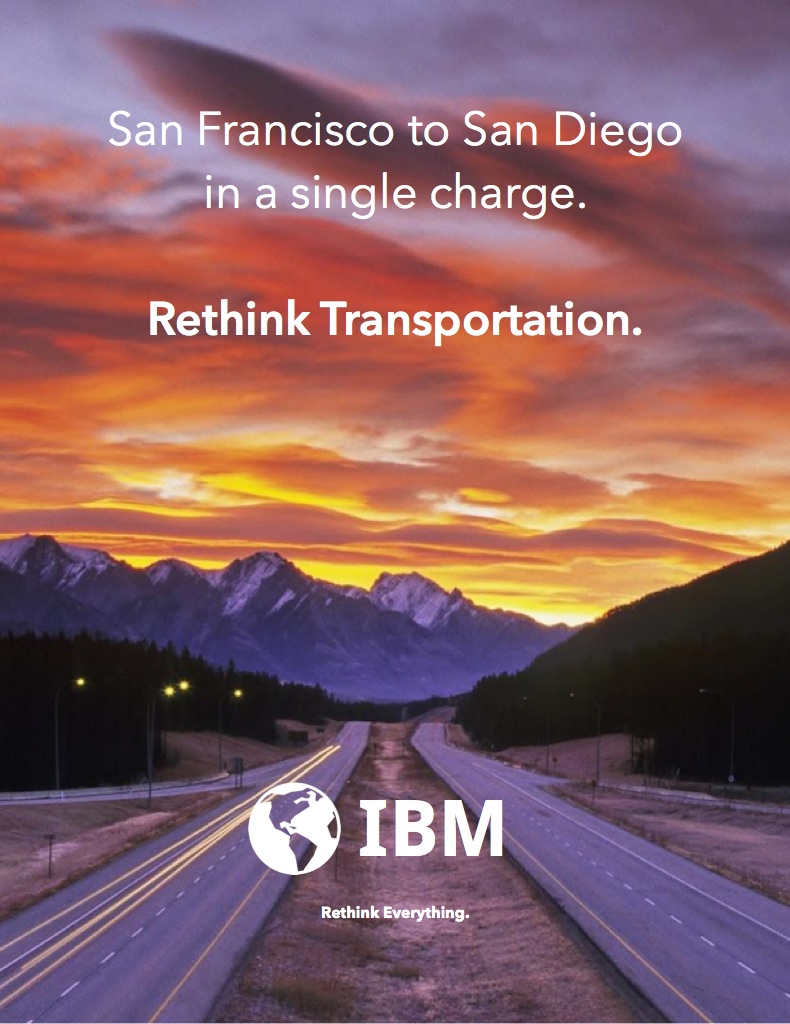 San Francisco to San Diego
in a single charge.
Rethink Transportation.
IBM
Rethink Everything.